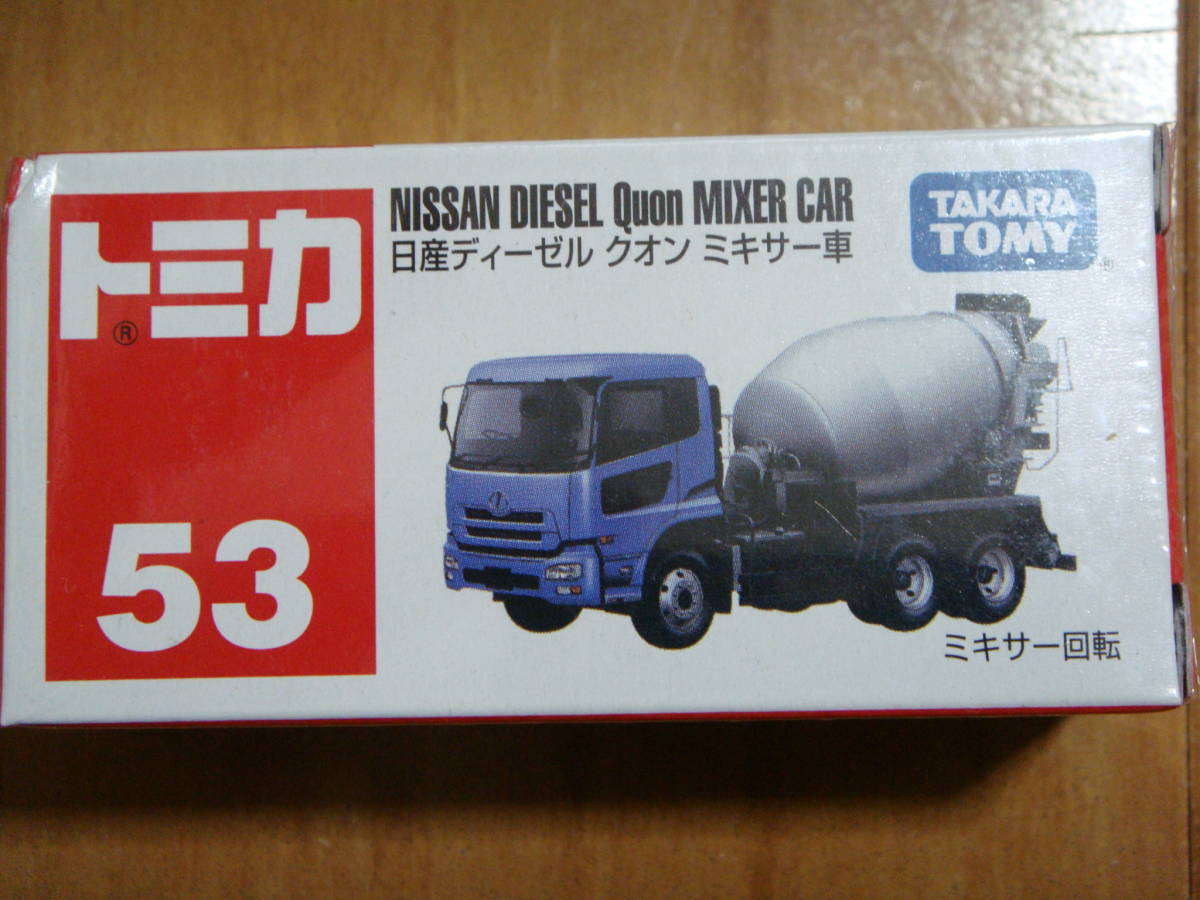 トミカ
®
53
NISSAN DIESEL Quon MIXER CAR
日産ディーゼル クオン ミキサー車
TAKARA
TOMY
®
ミキサー回転